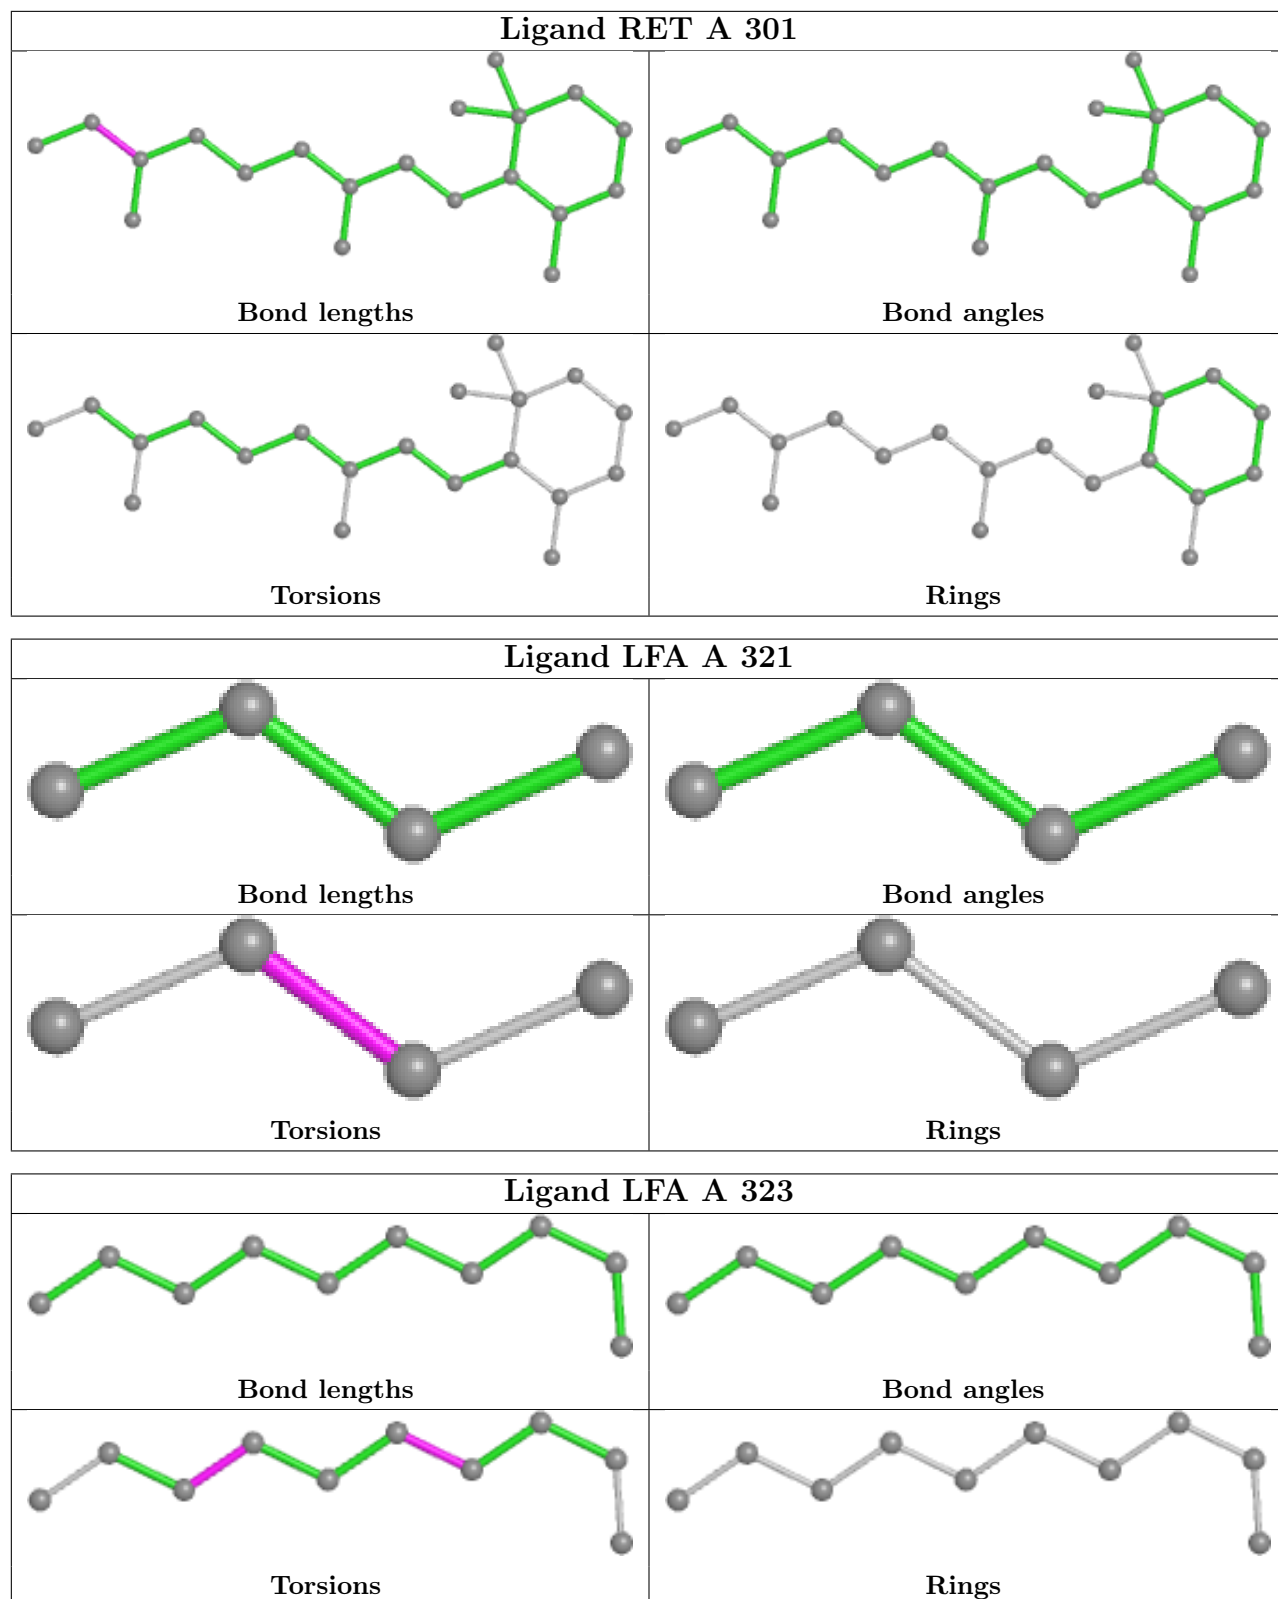 Ligand RET A 301
Bond lengths
Bond angles
Torsions
Rings
Ligand LFA A 321
Bond lengths
Bond angles
Torsions
Rings
Ligand LFA A 323
Bond lengths
Bond angles
Torsions
Rings